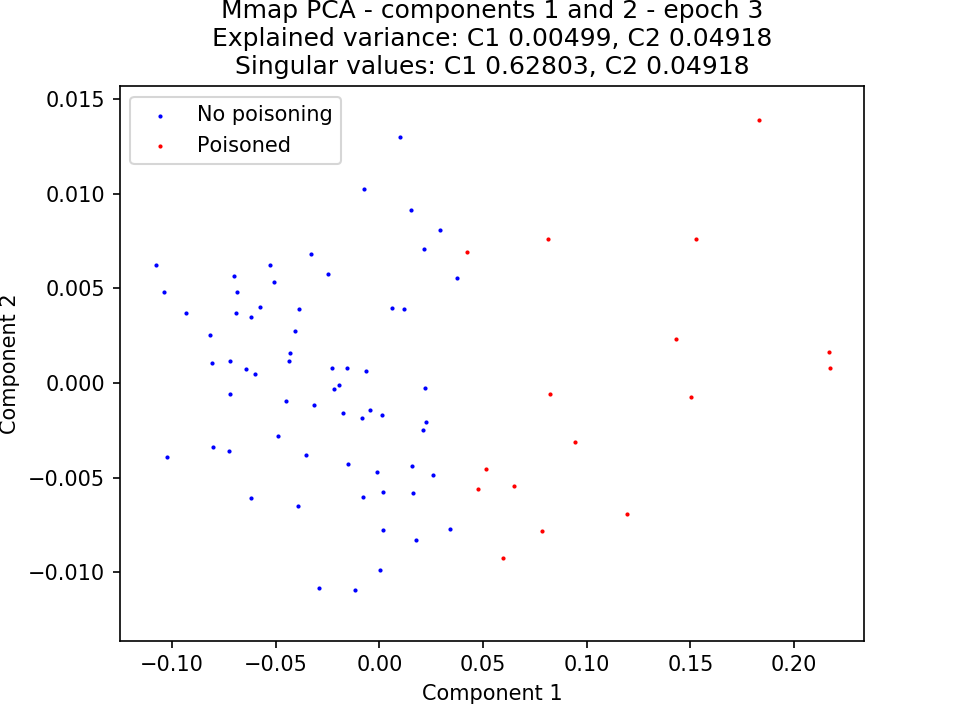 Mmap PCA - components 1 and 2 - epoch 3
Explained variance: C1 0.00499, C2 0.04918
Singular values: C1 0.62803, C2 0.04918
No poisoning
Poisoned
0.015
0.010
0.005
0.000
−0.005
−0.010
Component 2
−0.10
−0.05
0.00
0.05
0.10
0.15
0.20
Component 1